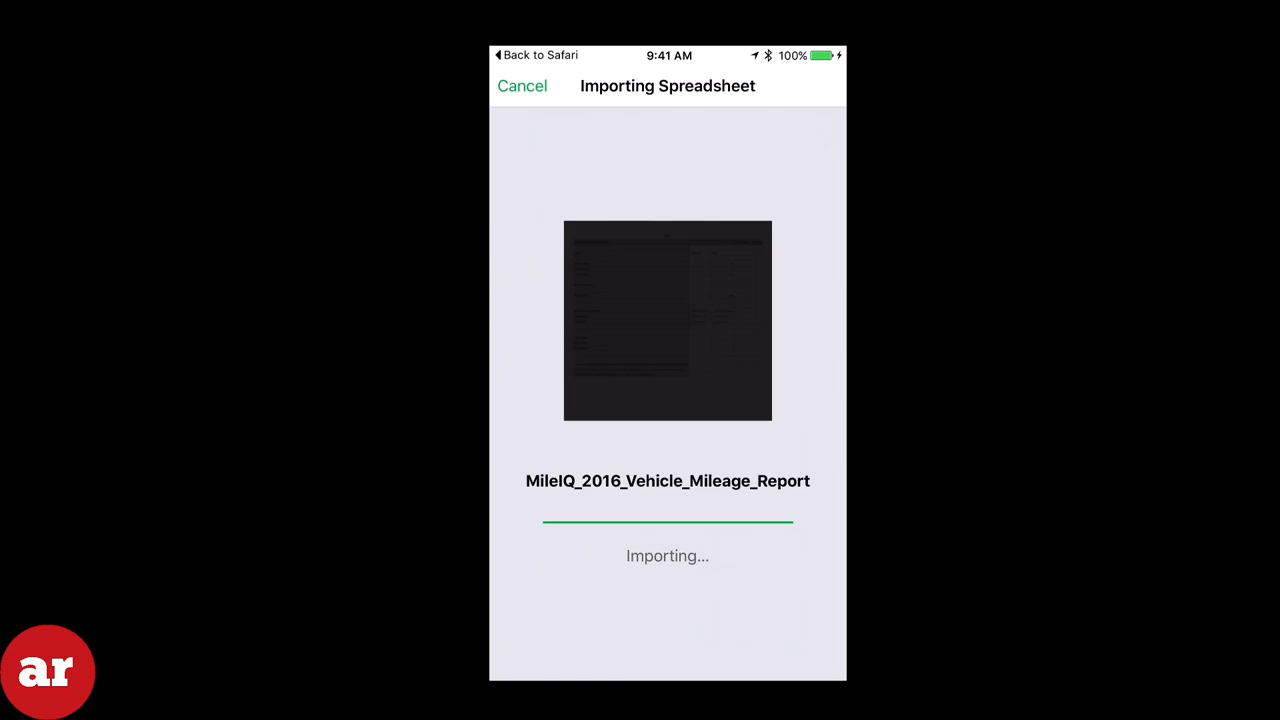 Back to Safari
9:41 AM
100%
Cancel
Importing Spreadsheet
MileIQ_2016_Vehicle_Mileage_Report
Importing...
ar